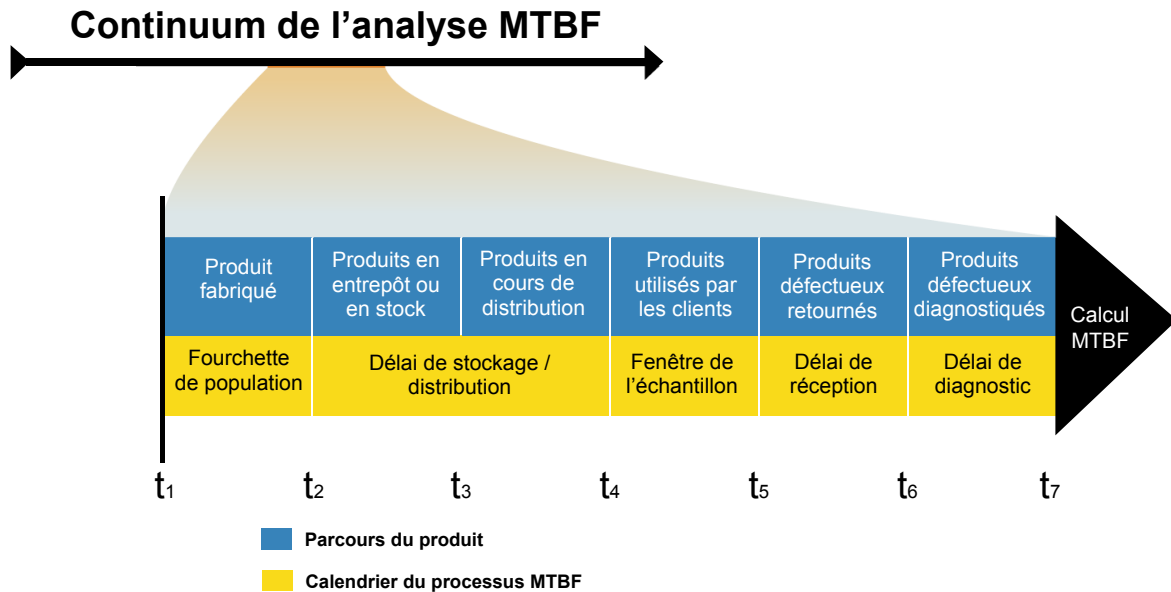 Continuum de l'analyse MTBF
Produit
fabriqué
Produits en
entrepôt ou
en stock
Produits en
cours de
distribution
Produits
utilisés par
les clients
Produits
défectueux
retournés
Produits
défectueux
diagnostiqués
Calcul
MTBF
Fourchette
de population
Délai de stockage /
distribution
Fenêtre de
l'échantillon
Délai de
réception
Délai de
diagnostic
t1 t2 t3 t4 t5 t6 t7
Parcours du produit
Calendrier du processus MTBF